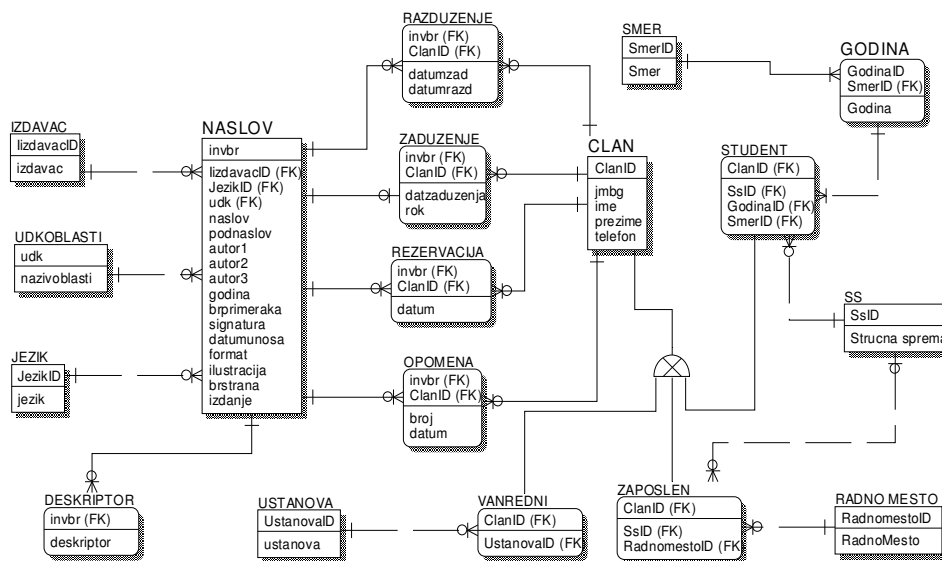 RAZDUZENJE
invbr (FK)
ClanID (FK)
datumzad
datumrazd
SMER
SmerID
Smer
GODINA
GodinaID
SmerID (FK)
Godina
IZDAVAC
IizdavacID
izdavac
NASLOV
invbr
IizdavacID (FK)
JezikID (FK)
udk (FK)
naslov
podnaslov
autor1
autor2
autor3
godina
brprimeraka
signatura
datumunosa
format
ilustracija
brstrana
izdanje
ZADUZENJE
invbr (FK)
ClanID (FK)
datzaduzenja
rok
CLAN
ClanID
jmbg
ime
prezime
telefon
STUDENT
ClanID (FK)
SsID (FK)
GodinaID (FK)
SmerID (FK)
UDKOBLASTI
udk
nazivoblasti
REZERVACIJA
invbr (FK)
ClanID (FK)
datum
SS
SsID
Strucna sprema
JEZIK
JezikID
jezik
OPOMENA
invbr (FK)
ClanID (FK)
broj
datum
DESKRIPTOR
invbr (FK)
deskriptor
USTANOVA
UstanovaID
ustanova
VANREDNI
ClanID (FK)
UstanovaID (FK)
ZAPOSLEN
ClanID (FK)
SsID (FK)
RadnomestoID (FK)
RADNO MESTO
RadnomestoID
RadnoMesto